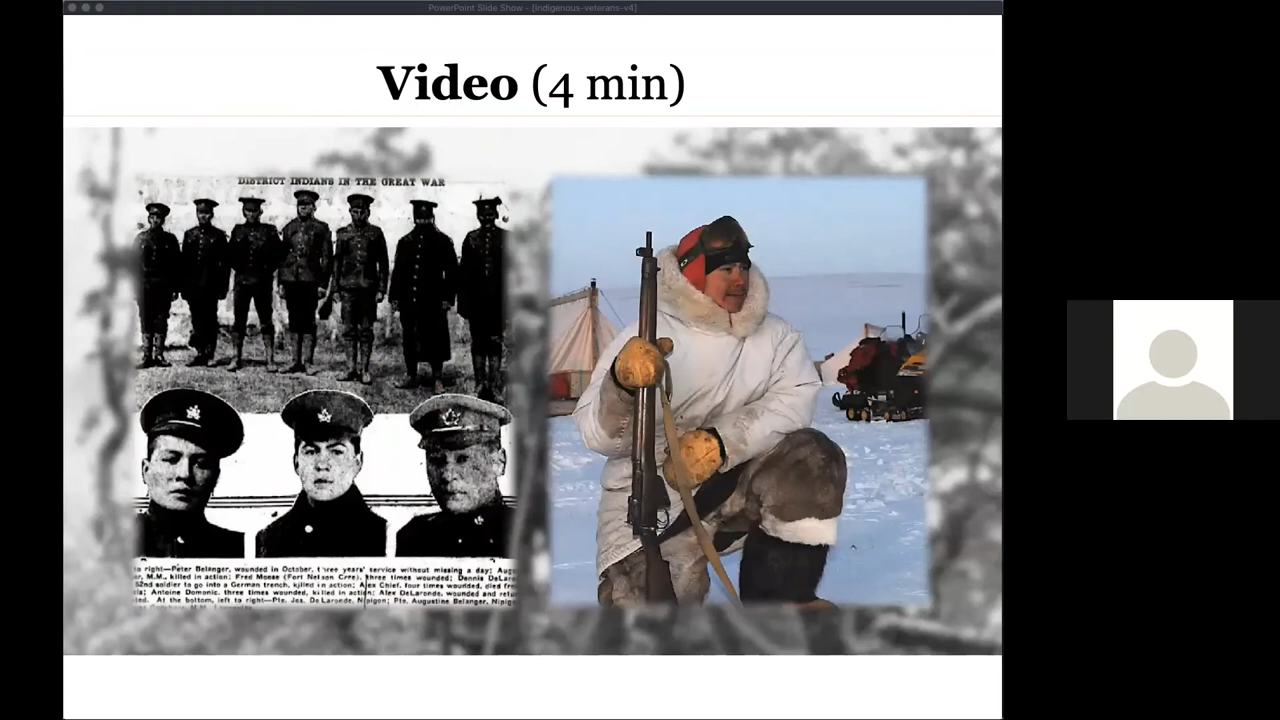 PowerPoint Slide Show - [Indigenous-veterans-v4]
Video (4 min)
DISTRICT INDIANS IN THE GREAT WAR
to right—Peter Belanger, wounded in October, three years' service without missing a day;
M.M., killed in action; Fred Moose (Fort Nelson Cree), three times wounded; Dennis
52nd soldier to go into a German trench, killed in action; Alex Chief, four times wounded, died
Antoine Domonic, three times wounded, killed in action; Alex DeLaronde, wounded and
At the bottom, left to right—Pte. Jos. DeLaronde, Nipigon; Pte. Augustine Belanger,